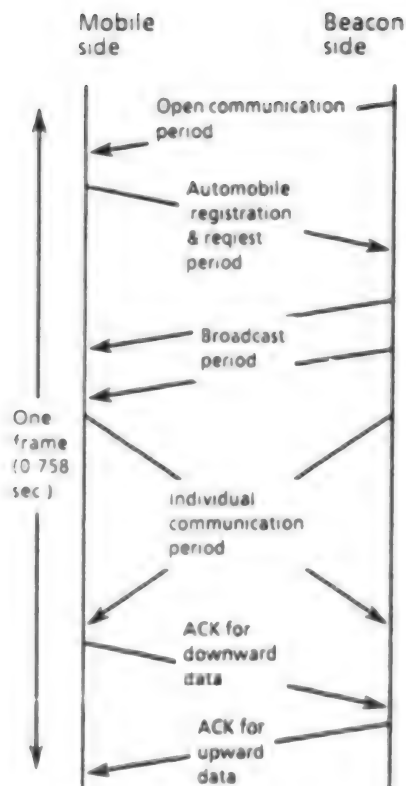 Mobile
side
Beacon
side
Open communication
period
Automobile
registration
& reqiest
period
Broadcast
period
One
frame
(0 758
sec )
Individual
communication
period
ACK for
downward
data
ACK for
upward
data